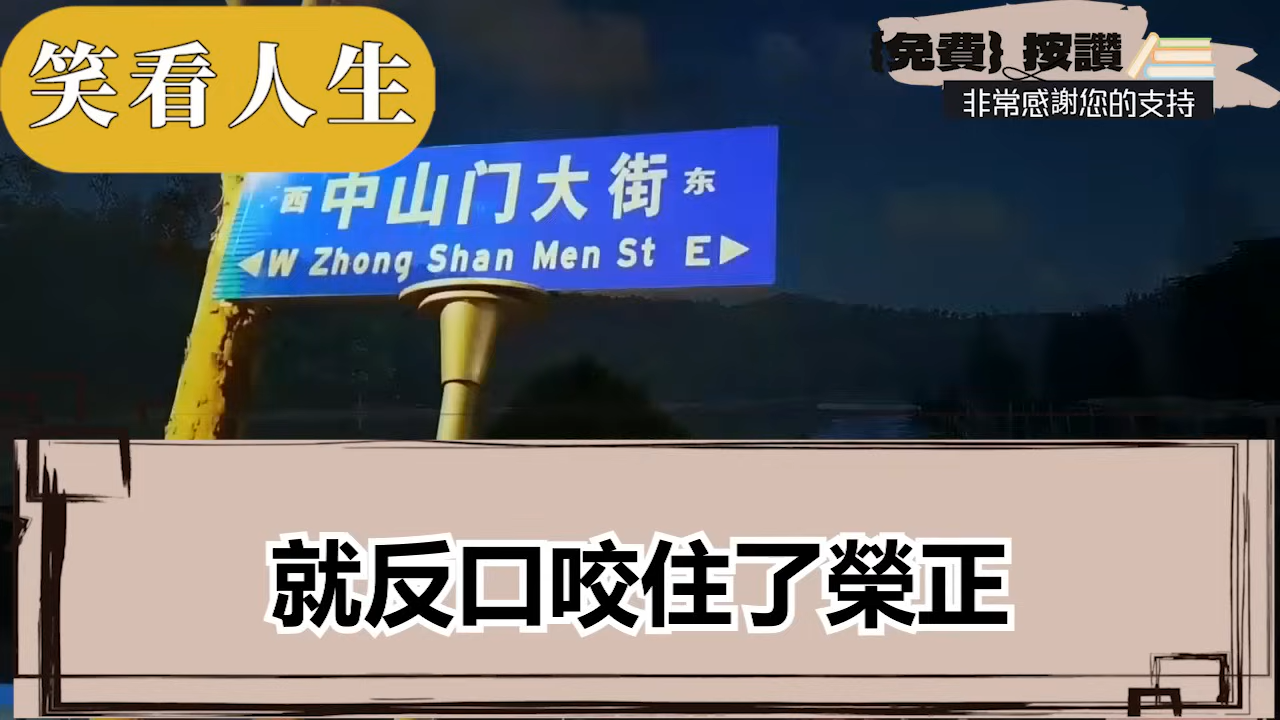 笑看人生
{免費} 按讚
非常感謝您的支持
西 中山门大街 东
◀W Zhong Shan Men St E▶
就反口咬住了榮正